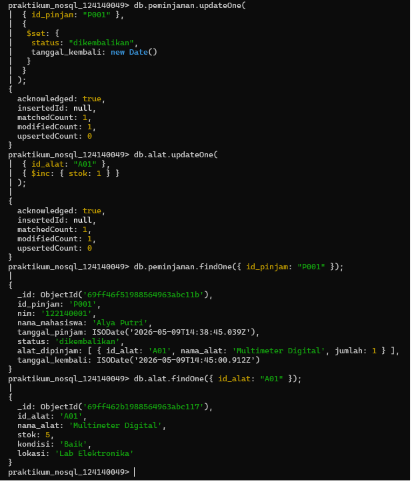 praktikum_nosql_124140049> db.peminjaman.updateOne(
| { id_pinjam: "P001" },
| {
|   $set: {
|     status: "dikembalikan",
|     tanggal_kembali: new Date()
|   }
| }
| );
{
  acknowledged: true,
  insertedId: null,
  matchedCount: 1,
  modifiedCount: 1,
  upsertedCount: 0
}
praktikum_nosql_124140049> db.alat.updateOne(
| { id_alat: "A01" },
| { $inc: { stok: 1 } }
| );
|
{
  acknowledged: true,
  insertedId: null,
  matchedCount: 1,
  modifiedCount: 1,
  upsertedCount: 0
}
praktikum_nosql_124140049> db.peminjaman.findOne({ id_pinjam: "P001" });
|
{
  _id: ObjectId('69ff46f51988564963abc11b'),
  id_pinjam: 'P001',
  nim: '122140001',
  nama_mahasiswa: 'Alya Putri',
  tanggal_pinjam: ISODate('2026-05-09T14:38:45.039Z'),
  status: 'dikembalikan',
  alat_dipinjam: [ { id_alat: 'A01', nama_alat: 'Multimeter Digital', jumlah: 1 } ],
  tanggal_kembali: ISODate('2026-05-09T14:45:00.912Z')
}
praktikum_nosql_124140049> db.alat.findOne({ id_alat: "A01" });
|
{
  _id: ObjectId('69ff462b1988564963abc117'),
  id_alat: 'A01',
  nama_alat: 'Multimeter Digital',
  stok: 5,
  kondisi: 'Baik',
  lokasi: 'Lab Elektronika'
}
praktikum_nosql_124140049>